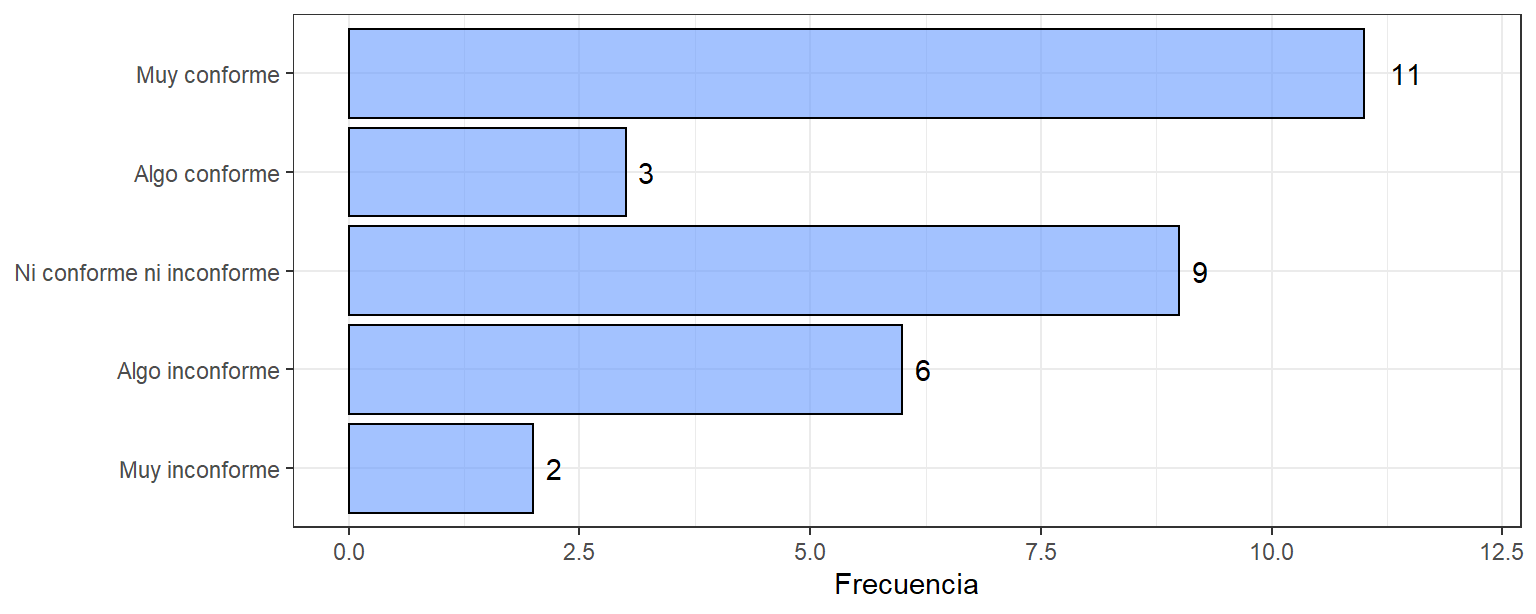 Muy conforme 11
Algo conforme 3
Ni conforme ni inconforme 9
Algo inconforme 6
Muy inconforme 2
0.0 2.5 5.0 7.5 10.0 12.5
Frecuencia